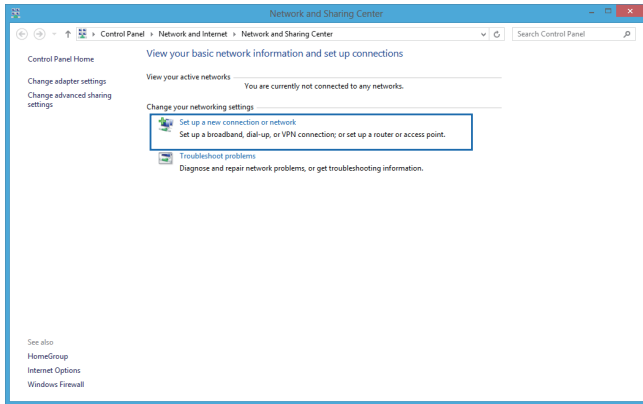 Network and Sharing Center
Control Panel Network and Internet Network and Sharing Center
Search Control Panel
Control Panel Home
Change adapter settings
Change advanced sharing
settings
View your basic network information and set up connections
View your active networks
You are currently not connected to any networks.
Change your networking settings
Set up a new connection or network
Set up a broadband, dial-up, or VPN connection; or set up a router or access point.
Troubleshoot problems
Diagnose and repair network problems, or get troubleshooting information.
See also
HomeGroup
Internet Options
Windows Firewall